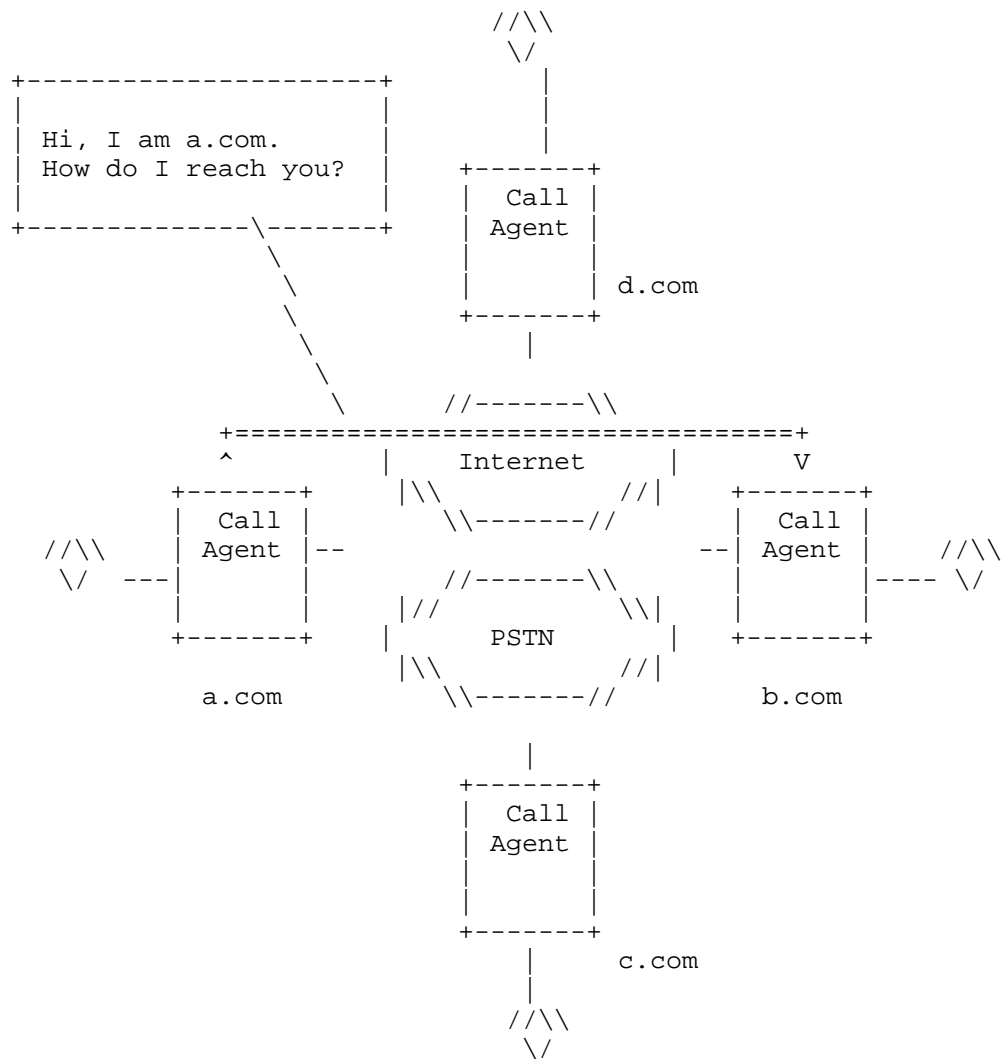 Hi, I am a.com.
How do I reach you?
Call
Agent
d.com
Internet
Call
Agent
Call
Agent
PSTN
a.com
b.com
Call
Agent
c.com